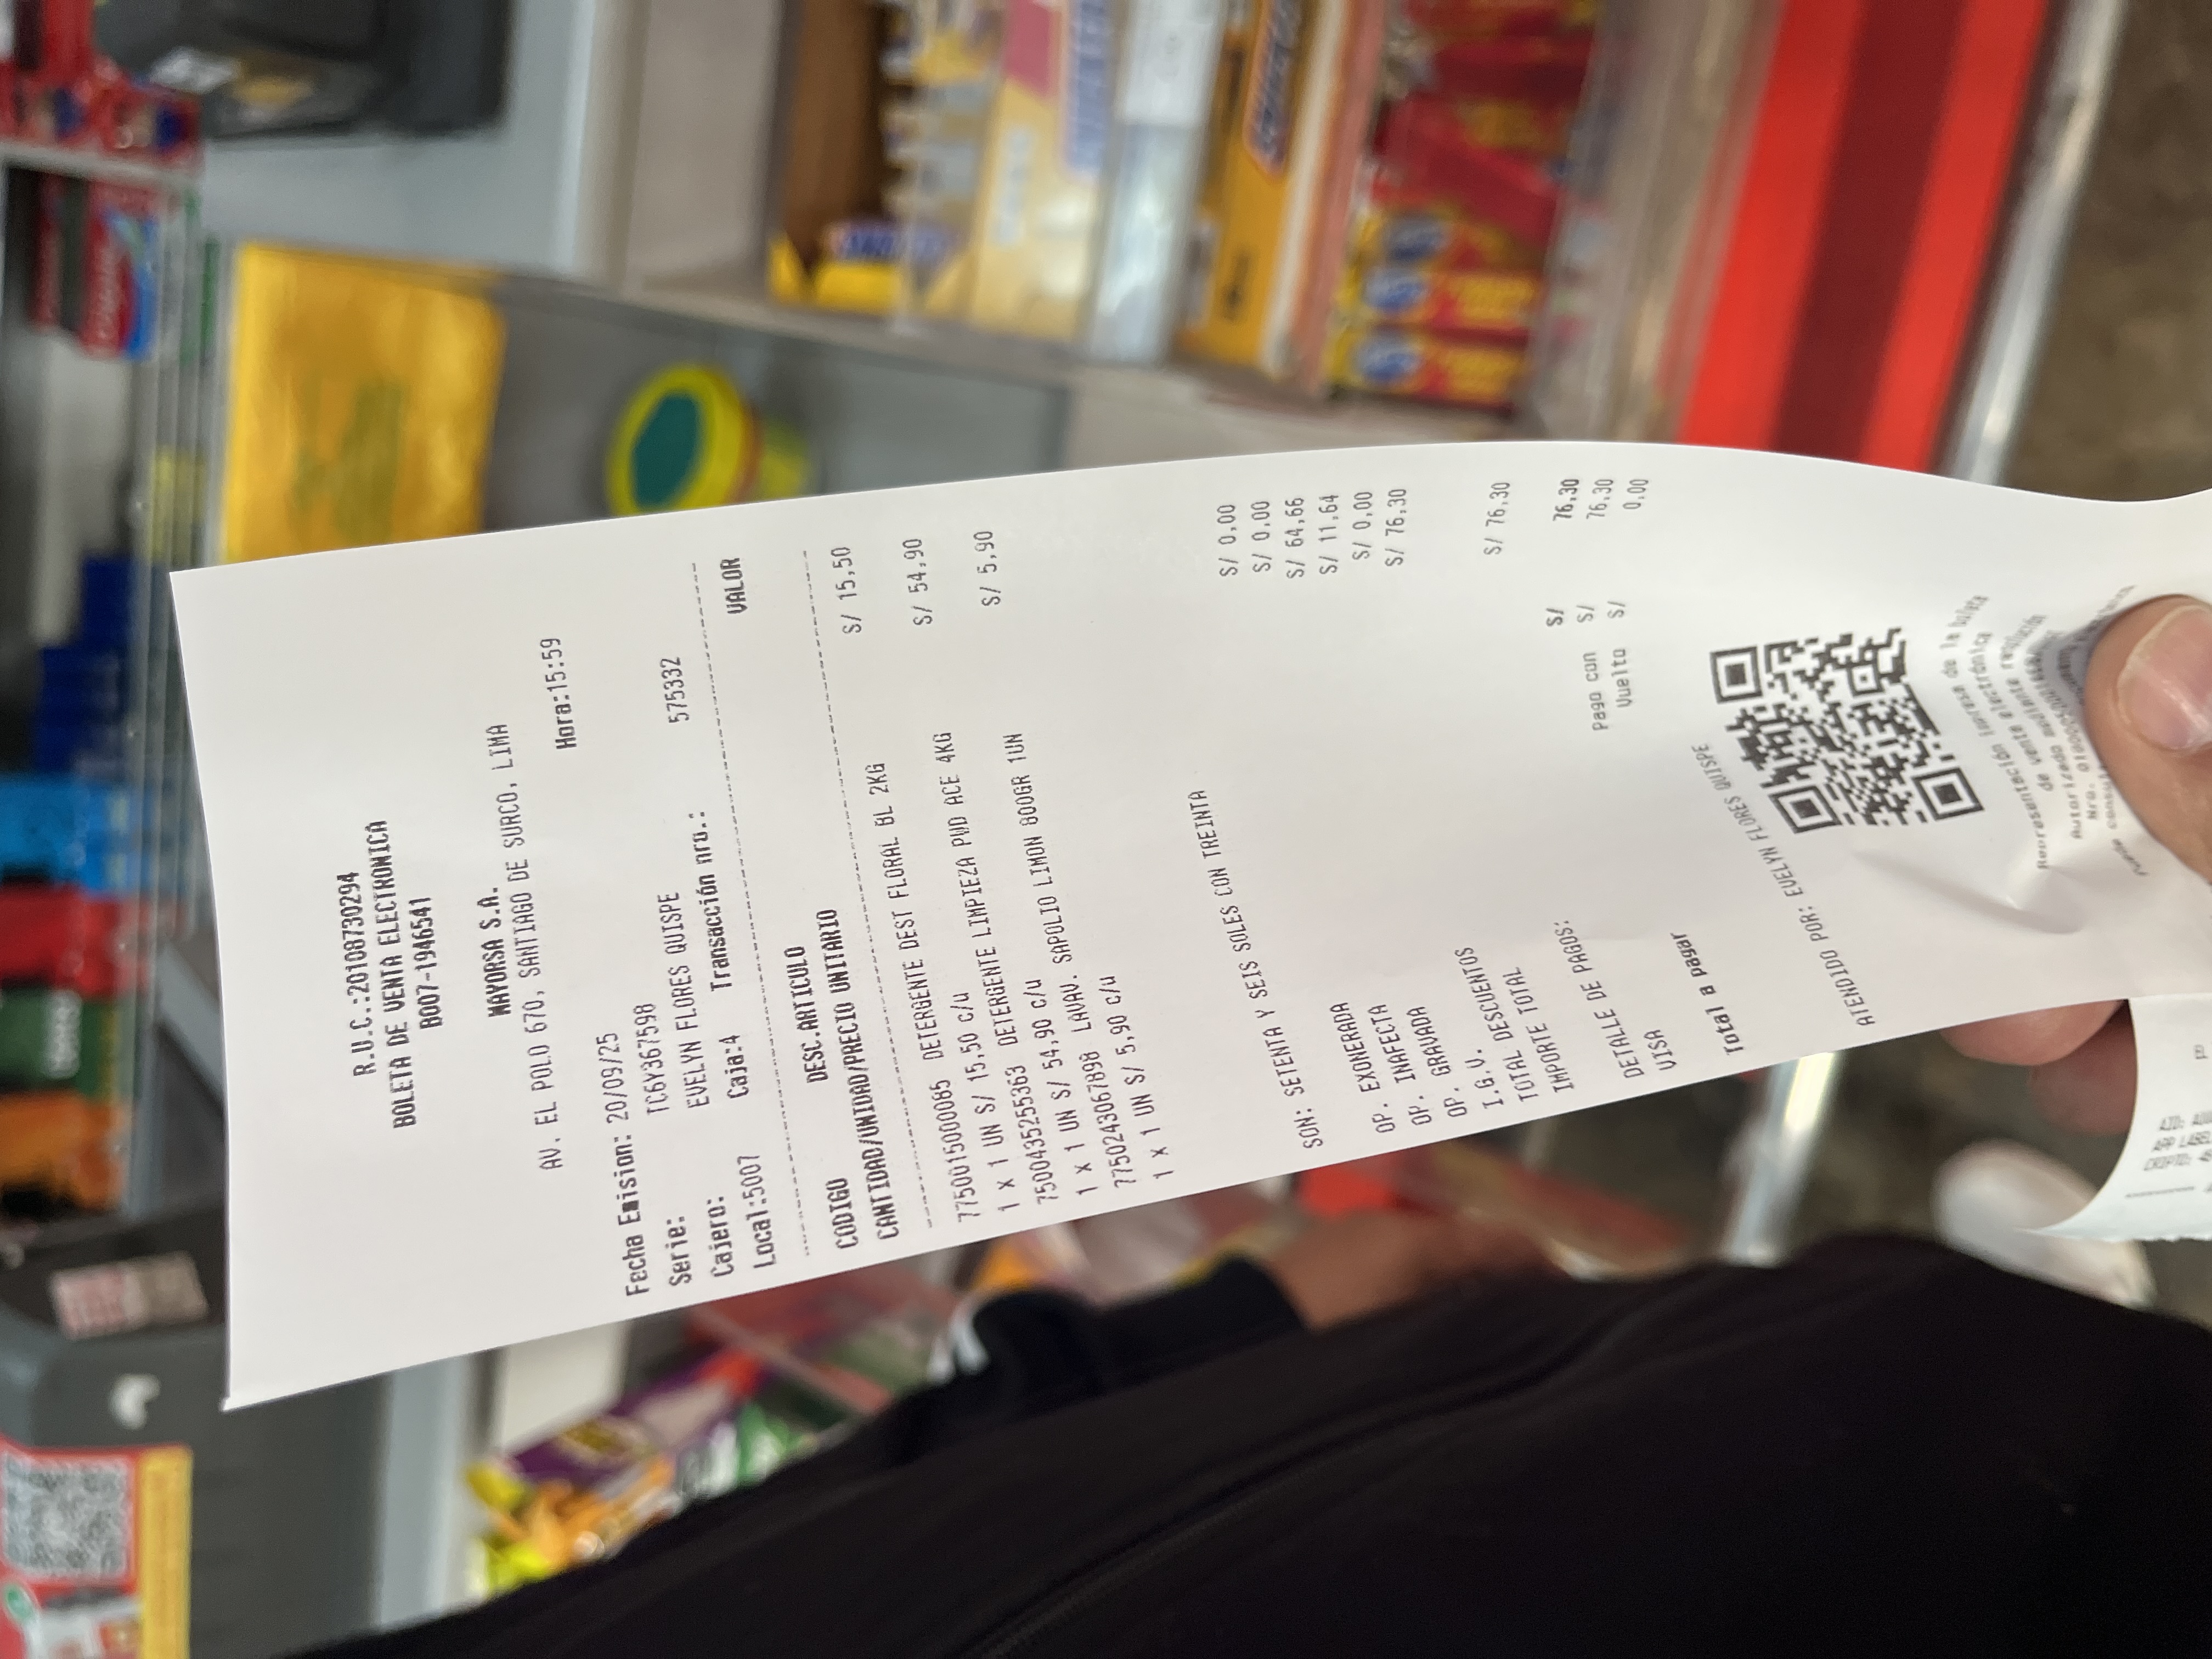 R.U.C.:20108730294
BOLETA DE VENTA ELECTRONICA
B007-1946541
MAYORSA S.A.
AV. EL POLO 670, SANTIAGO DE SURCO, LIMA
Hora:15:59
Fecha Emision: 20/09/25
Serie: TC6Y367598
Cajero: EVELYN FLORES QUISPE
Local:5007 Caja:4 Transacción nro.: 575332
CODIGO DESC.ARTICULO VALOR
CANTIDAD/UNIDAD/PRECIO UNITARIO
7750015000085 DETERGENTE DEST FLORAL BL 2KG S/ 15,50
1 x 1 UN S/ 15,50 c/u
7500435255363 DETERGENTE LIMPIEZA PWD ACE 4KG S/ 54,90
1 x 1 UN S/ 54,90 c/u
7750243067898 LAVAV. SAPOLIO LIMON 800GR 1UN S/ 5,90
1 x 1 UN S/ 5,90 c/u
SON: SETENTA Y SEIS SOLES CON TREINTA
OP. EXONERADA S/ 0,00
OP. INAFECTA S/ 0,00
OP. GRAVADA S/ 64,66
I.G.V. S/ 11,64
TOTAL DESCUENTOS S/ 0,00
IMPORTE TOTAL S/ 76,30
DETALLE DE PAGOS:
VISA S/ 76,30
Total a pagar S/ 76,30
Pago con S/ 76,30
Vuelto S/ 0,00
ATENDIDO POR: EVELYN FLORES QUISPE
Representación impresa de la boleta
de venta electrónica
Autorizado mediante resolución
Nro.
Puede